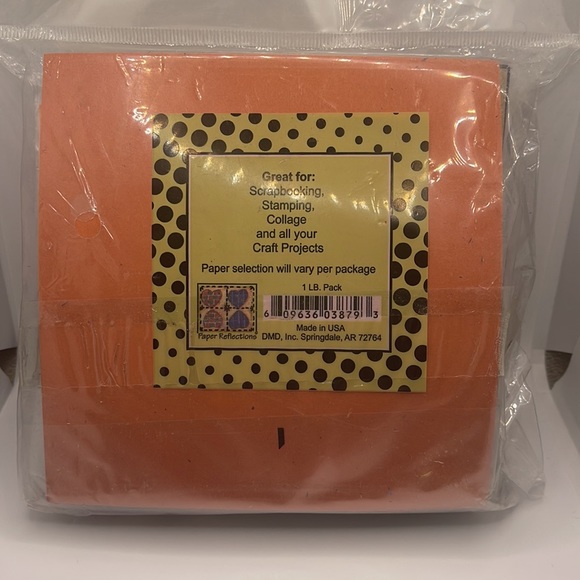 Great for:
Scrapbooking,
Stamping,
Collage
and all your
Craft Projects
Paper selection will vary per package
1 LB. Pack
6 09636 03879 3
Paper Reflections
Made in USA
DMD, Inc. Springdale, AR 72764